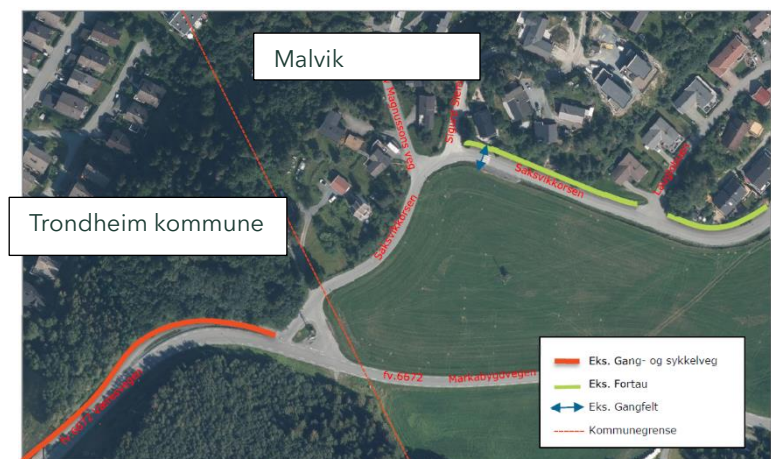 Malvik
Magnussons veg
Saksvikkorsen
Trondheim kommune
Saksvikkorsen
fv.6672 Markabygdvegen
Eks. Gang- og sykkelveg
Eks. Fortau
Eks. Gangfelt
Kommunegrense